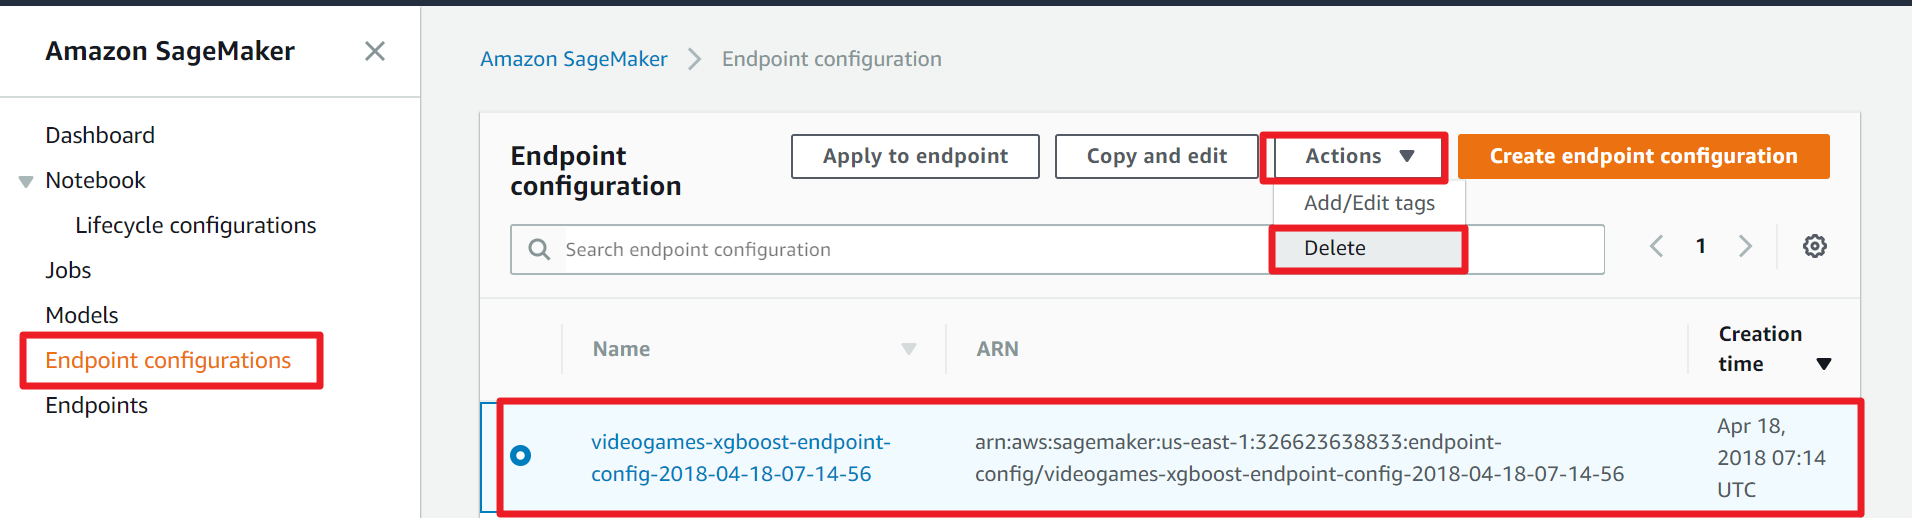 Amazon SageMaker
Dashboard
Notebook
Lifecycle configurations
Jobs
Models
Endpoint configurations
Endpoints
Amazon SageMaker
Endpoint configuration
Endpoint
configuration
Apply to endpoint
Copy and edit
Actions
Create endpoint configuration
Add/Edit tags
Delete
Search endpoint configuration
1
Name
ARN
Creation
time
videogames-xgboost-endpoint-
config-2018-04-18-07-14-56
arn:aws:sagemaker:us-east-1:326623638833:endpoint-
config/videogames-xgboost-endpoint-config-2018-04-18-07-14-56
Apr 18,
2018 07:14
UTC